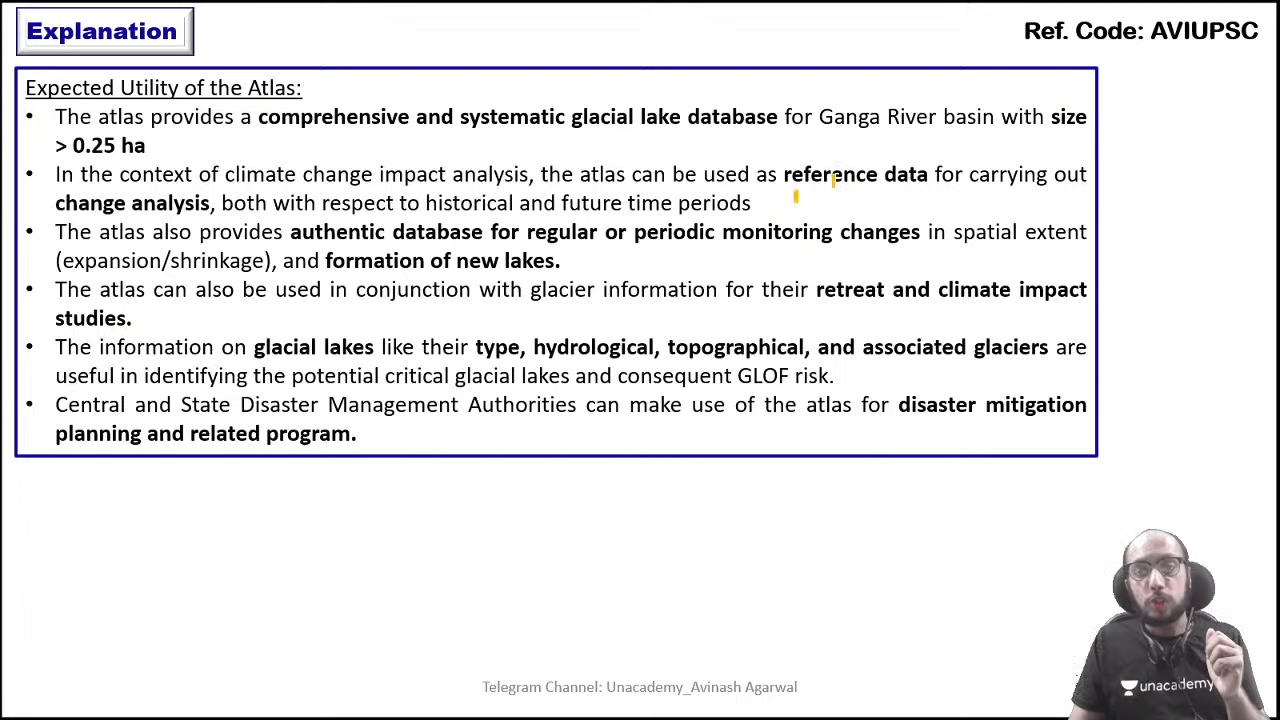 Explanation
Ref. Code: AVIUPSC
Expected Utility of the Atlas:
• The atlas provides a comprehensive and systematic glacial lake database for Ganga River basin with size
> 0.25 ha
• In the context of climate change impact analysis, the atlas can be used as reference data for carrying out
change analysis, both with respect to historical and future time periods
• The atlas also provides authentic database for regular or periodic monitoring changes in spatial extent
(expansion/shrinkage), and formation of new lakes.
• The atlas can also be used in conjunction with glacier information for their retreat and climate impact
studies.
• The information on glacial lakes like their type, hydrological, topographical, and associated glaciers are
useful in identifying the potential critical glacial lakes and consequent GLOF risk.
• Central and State Disaster Management Authorities can make use of the atlas for disaster mitigation
planning and related program.
unacademy
Telegram Channel: Unacademy_Avinash Agarwal